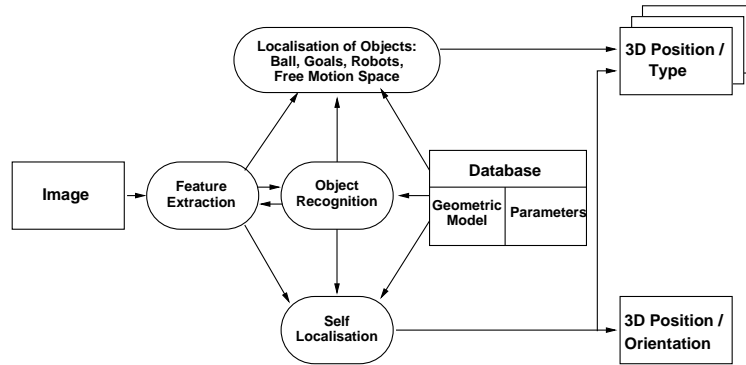 Localisation of Objects:
Ball, Goals, Robots,
Free Motion Space
3D Position /
Type
Image
Feature
Extraction
Object
Recognition
Database
Geometric
Model
Parameters
Self
Localisation
3D Position /
Orientation